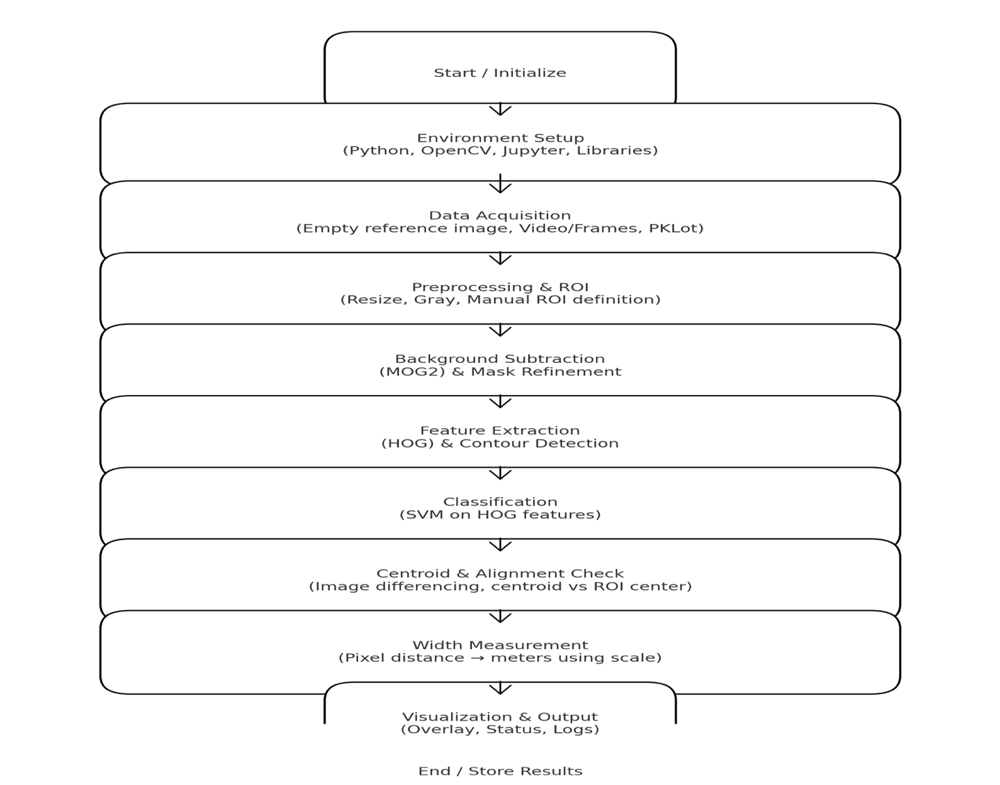 Start / Initialize
Environment Setup
(Python, OpenCV, Jupyter, Libraries)
Data Acquisition
(Empty reference image, Video/Frames, PKLot)
Preprocessing & ROI
(Resize, Gray, Manual ROI definition)
Background Subtraction
(MOG2) & Mask Refinement
Feature Extraction
(HOG) & Contour Detection
Classification
(SVM on HOG features)
Centroid & Alignment Check
(Image differencing, centroid vs ROI center)
Width Measurement
(Pixel distance → meters using scale)
Visualization & Output
(Overlay, Status, Logs)
End / Store Results